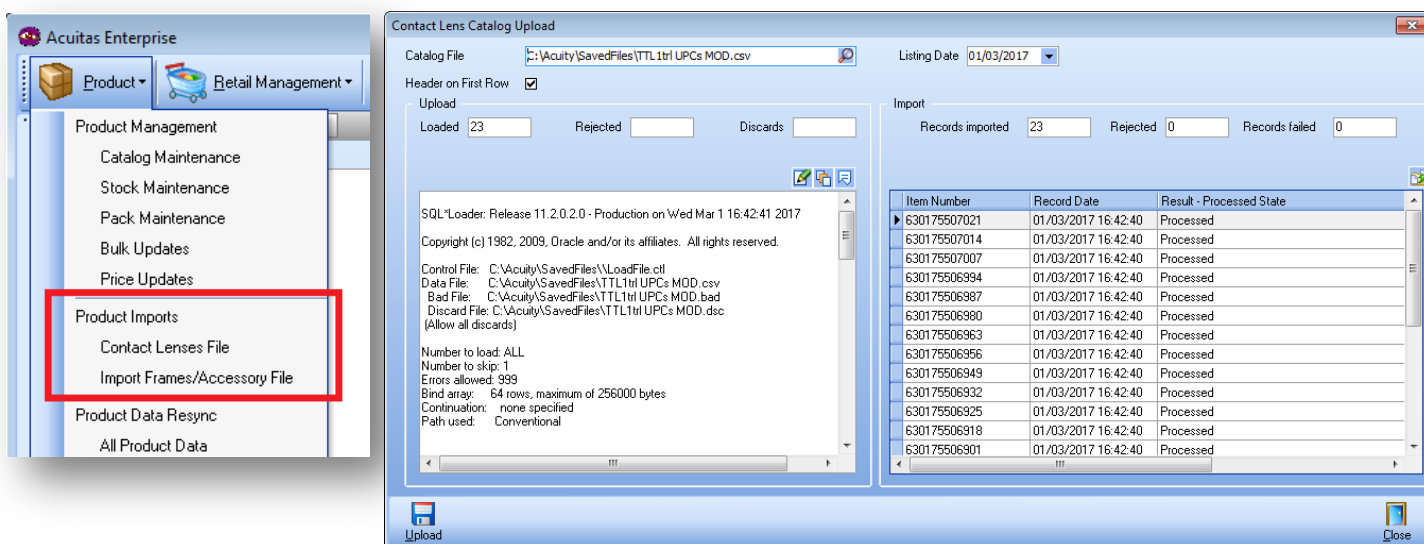 Acuitas Enterprise
Product
Retail Management
Product Management
Catalog Maintenance
Stock Maintenance
Pack Maintenance
Bulk Updates
Price Updates
Product Imports
Contact Lenses File
Import Frames/Accessory File
Product Data Resync
All Product Data
Contact Lens Catalog Upload
Catalog File C:\Acuity\SavedFiles\TTL1trl UPCs MOD.csv Listing Date 01/03/2017
Header on First Row
Upload
Loaded 23 Rejected Discards
SQL*Loader: Release 11.2.0.2.0 - Production on Wed Mar 1 16:42:41 2017
Copyright (c) 1982, 2009, Oracle and/or its affiliates. All rights reserved.
Control File: C:\Acuity\SavedFiles\\LoadFile.ctl
Data File: C:\Acuity\SavedFiles\TTL1trl UPCs MOD.csv
Bad File: C:\Acuity\SavedFiles\TTL1trl UPCs MOD.bad
Discard File: C:\Acuity\SavedFiles\TTL1trl UPCs MOD.dsc
(Allow all discards)
Number to load: ALL
Number to skip: 1
Errors allowed: 999
Bind array: 64 rows, maximum of 256000 bytes
Continuation: none specified
Path used: Conventional
Import
Records imported 23 Rejected 0 Records failed 0
Item Number Record Date Result - Processed State
630175507021 01/03/2017 16:42:40 Processed
630175507014 01/03/2017 16:42:40 Processed
630175507007 01/03/2017 16:42:40 Processed
630175506994 01/03/2017 16:42:40 Processed
630175506987 01/03/2017 16:42:40 Processed
630175506980 01/03/2017 16:42:40 Processed
630175506963 01/03/2017 16:42:40 Processed
630175506956 01/03/2017 16:42:40 Processed
630175506949 01/03/2017 16:42:40 Processed
630175506932 01/03/2017 16:42:40 Processed
630175506925 01/03/2017 16:42:40 Processed
630175506918 01/03/2017 16:42:40 Processed
630175506901 01/03/2017 16:42:40 Processed
Upload
Close